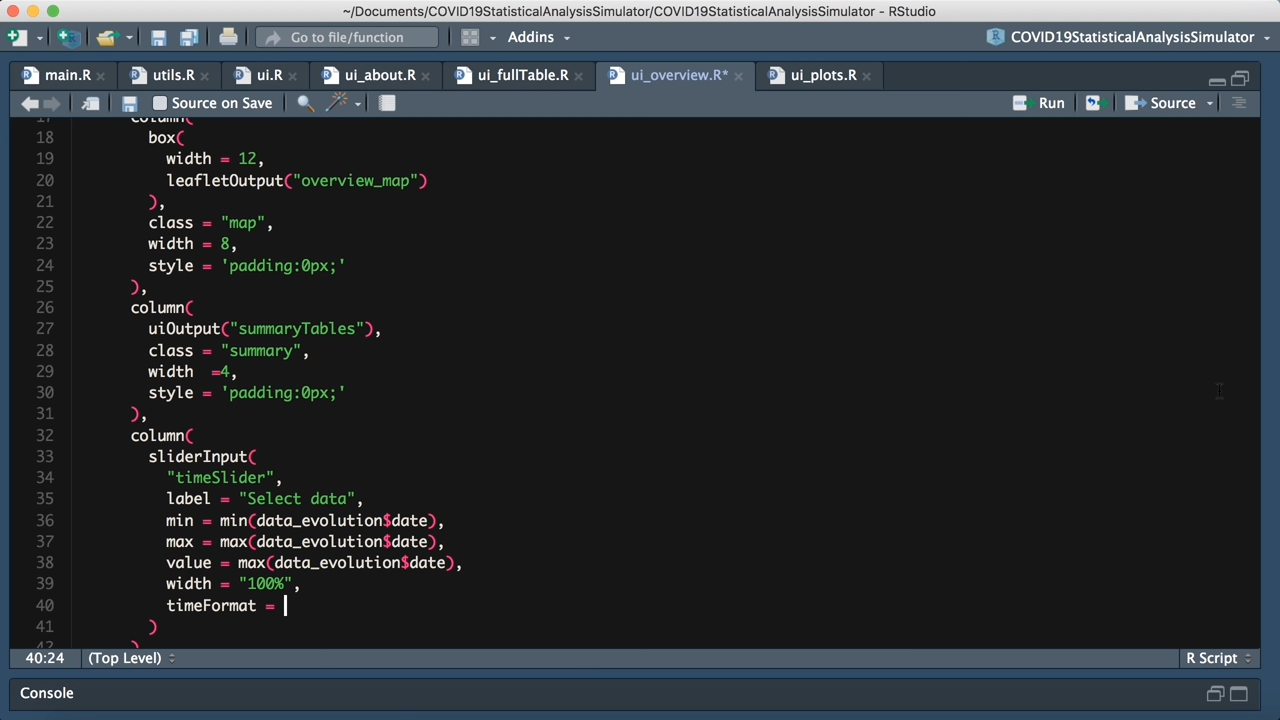 ~/Documents/COVID19StatisticalAnalysisSimulator/COVID19StatisticalAnalysisSimulator - RStudio
Go to file/function Addins COVID19StatisticalAnalysisSimulator
main.R utils.R ui.R ui_about.R ui_fullTable.R ui_overview.R* ui_plots.R
Source on Save Run Source
17 column(
18 box(
19 width = 12,
20 leafletOutput("overview_map")
21 ),
22 class = "map",
23 width = 8,
24 style = 'padding:0px;'
25 ),
26 column(
27 uiOutput("summaryTables"),
28 class = "summary",
29 width  =4,
30 style = 'padding:0px;'
31 ),
32 column(
33 sliderInput(
34 "timeSlider",
35 label = "Select data",
36 min = min(data_evolution$date),
37 max = max(data_evolution$date),
38 value = max(data_evolution$date),
39 width = "100%",
40 timeFormat =
41 )
42 )
40:24 (Top Level) R Script
Console